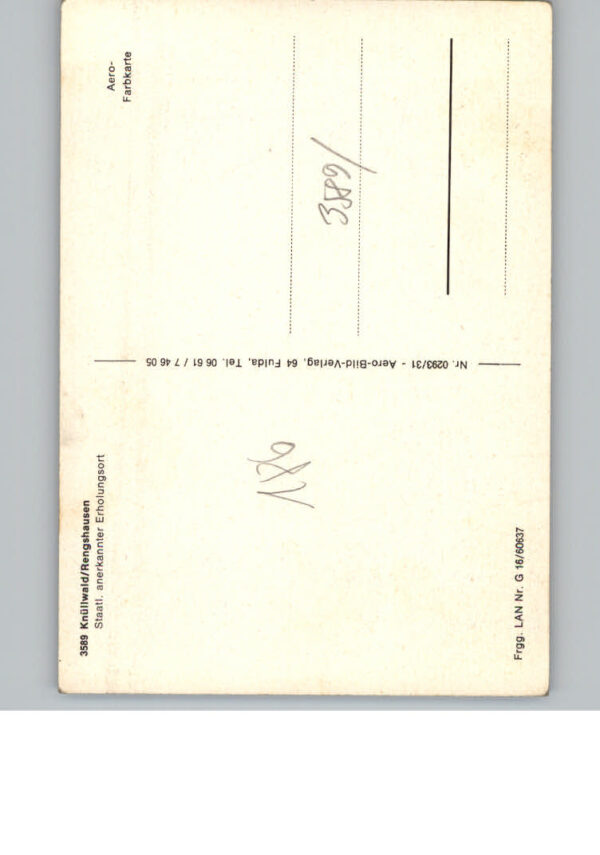 3589 Knüllwald/Rengshausen
Staatl. anerkannter Erholungsort
Aero-
Farbkarte
Nr. 0293/31 - Aero-Bild-Verlag, 64 Fulda, Tel. 06 61 / 7 46 05
3589/
Frgg. LAN Nr. G 16/60637